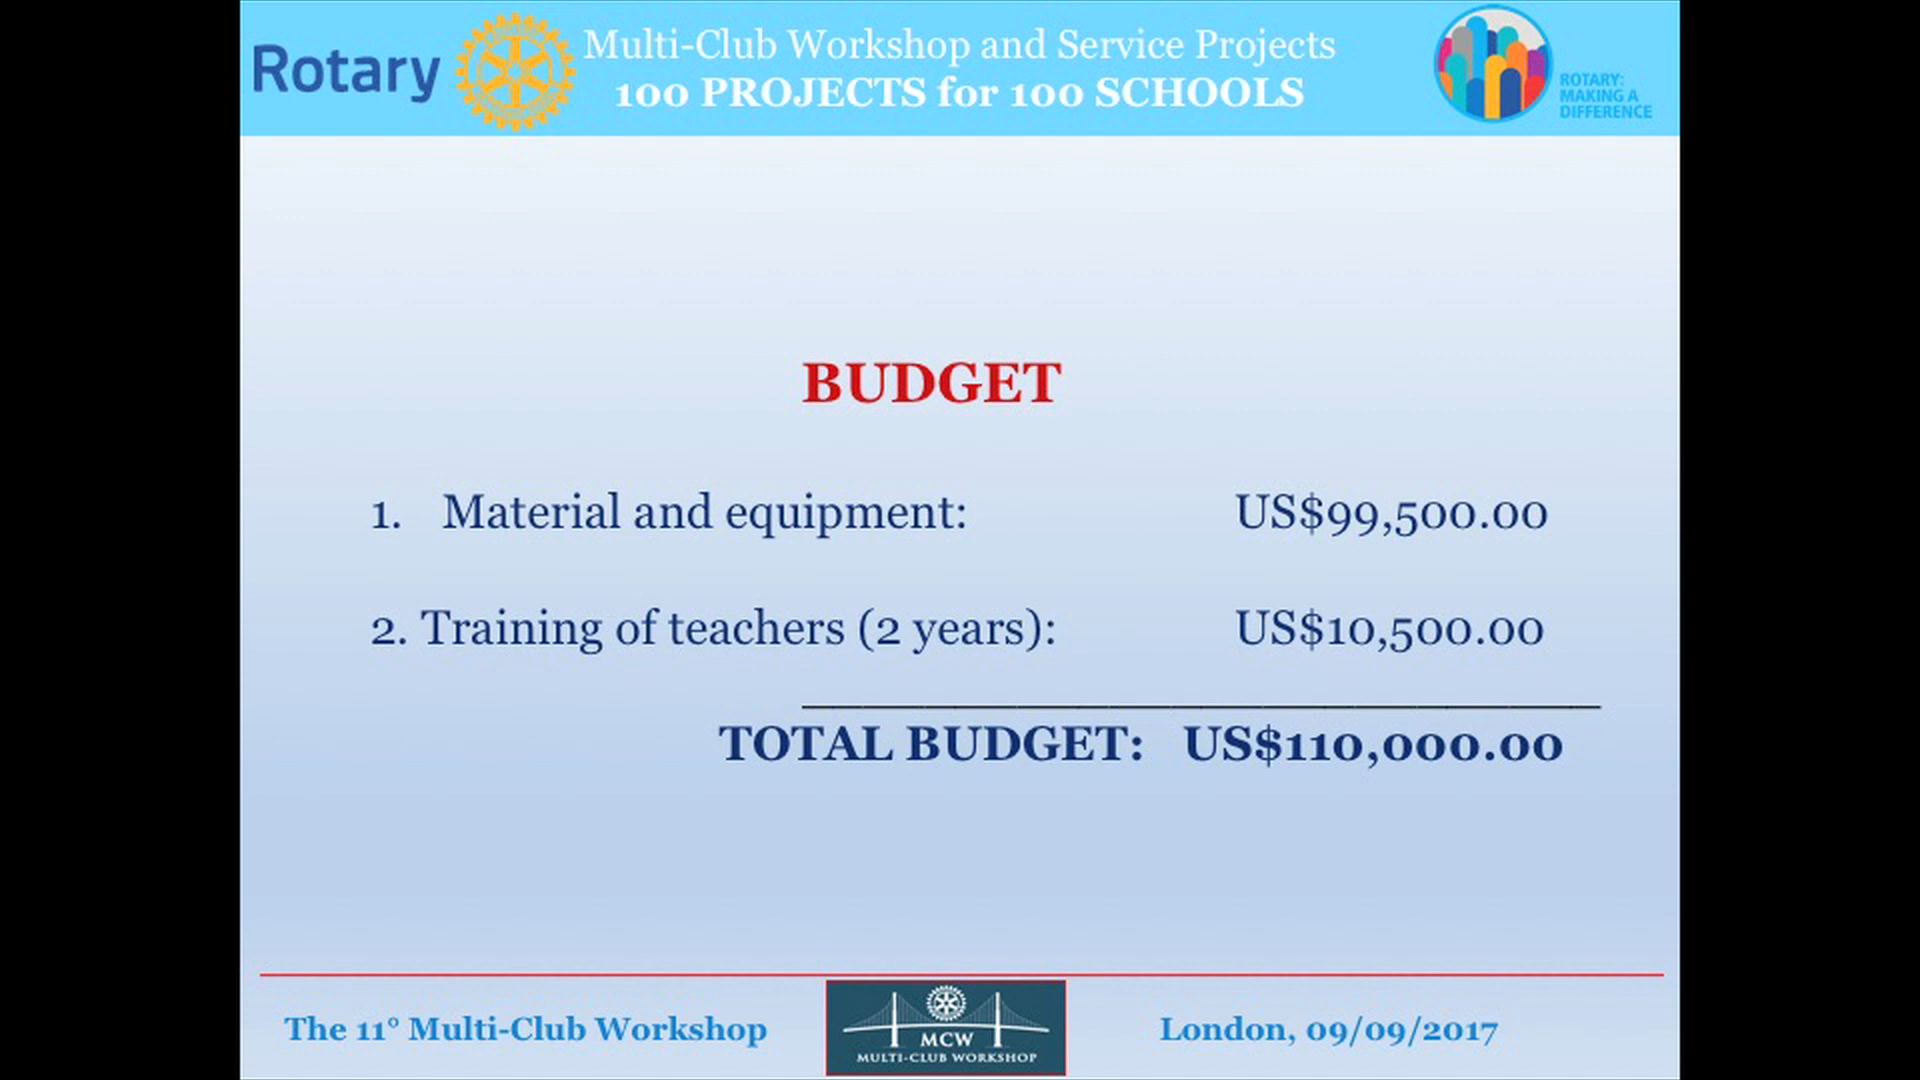 Rotary
Multi-Club Workshop and Service Projects
100 PROJECTS for 100 SCHOOLS
ROTARY:
MAKING A
DIFFERENCE
BUDGET
1. Material and equipment: US$99,500.00
2. Training of teachers (2 years): US$10,500.00
TOTAL BUDGET: US$110,000.00
The 11° Multi-Club Workshop
MCW
MULTI-CLUB WORKSHOP
London, 09/09/2017